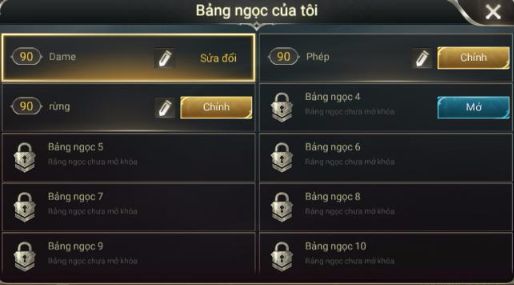 Bảng ngọc của tôi
90 Dame Sửa đổi
90 Phép Chính
90 rừng Chính
Bảng ngọc 4
Bảng ngọc chưa mở khóa
Mở
Bảng ngọc 5
Bảng ngọc chưa mở khóa
Bảng ngọc 6
Bảng ngọc chưa mở khóa
Bảng ngọc 7
Bảng ngọc chưa mở khóa
Bảng ngọc 8
Bảng ngọc chưa mở khóa
Bảng ngọc 9
Bảng ngọc chưa mở khóa
Bảng ngọc 10
Bảng ngọc chưa mở khóa